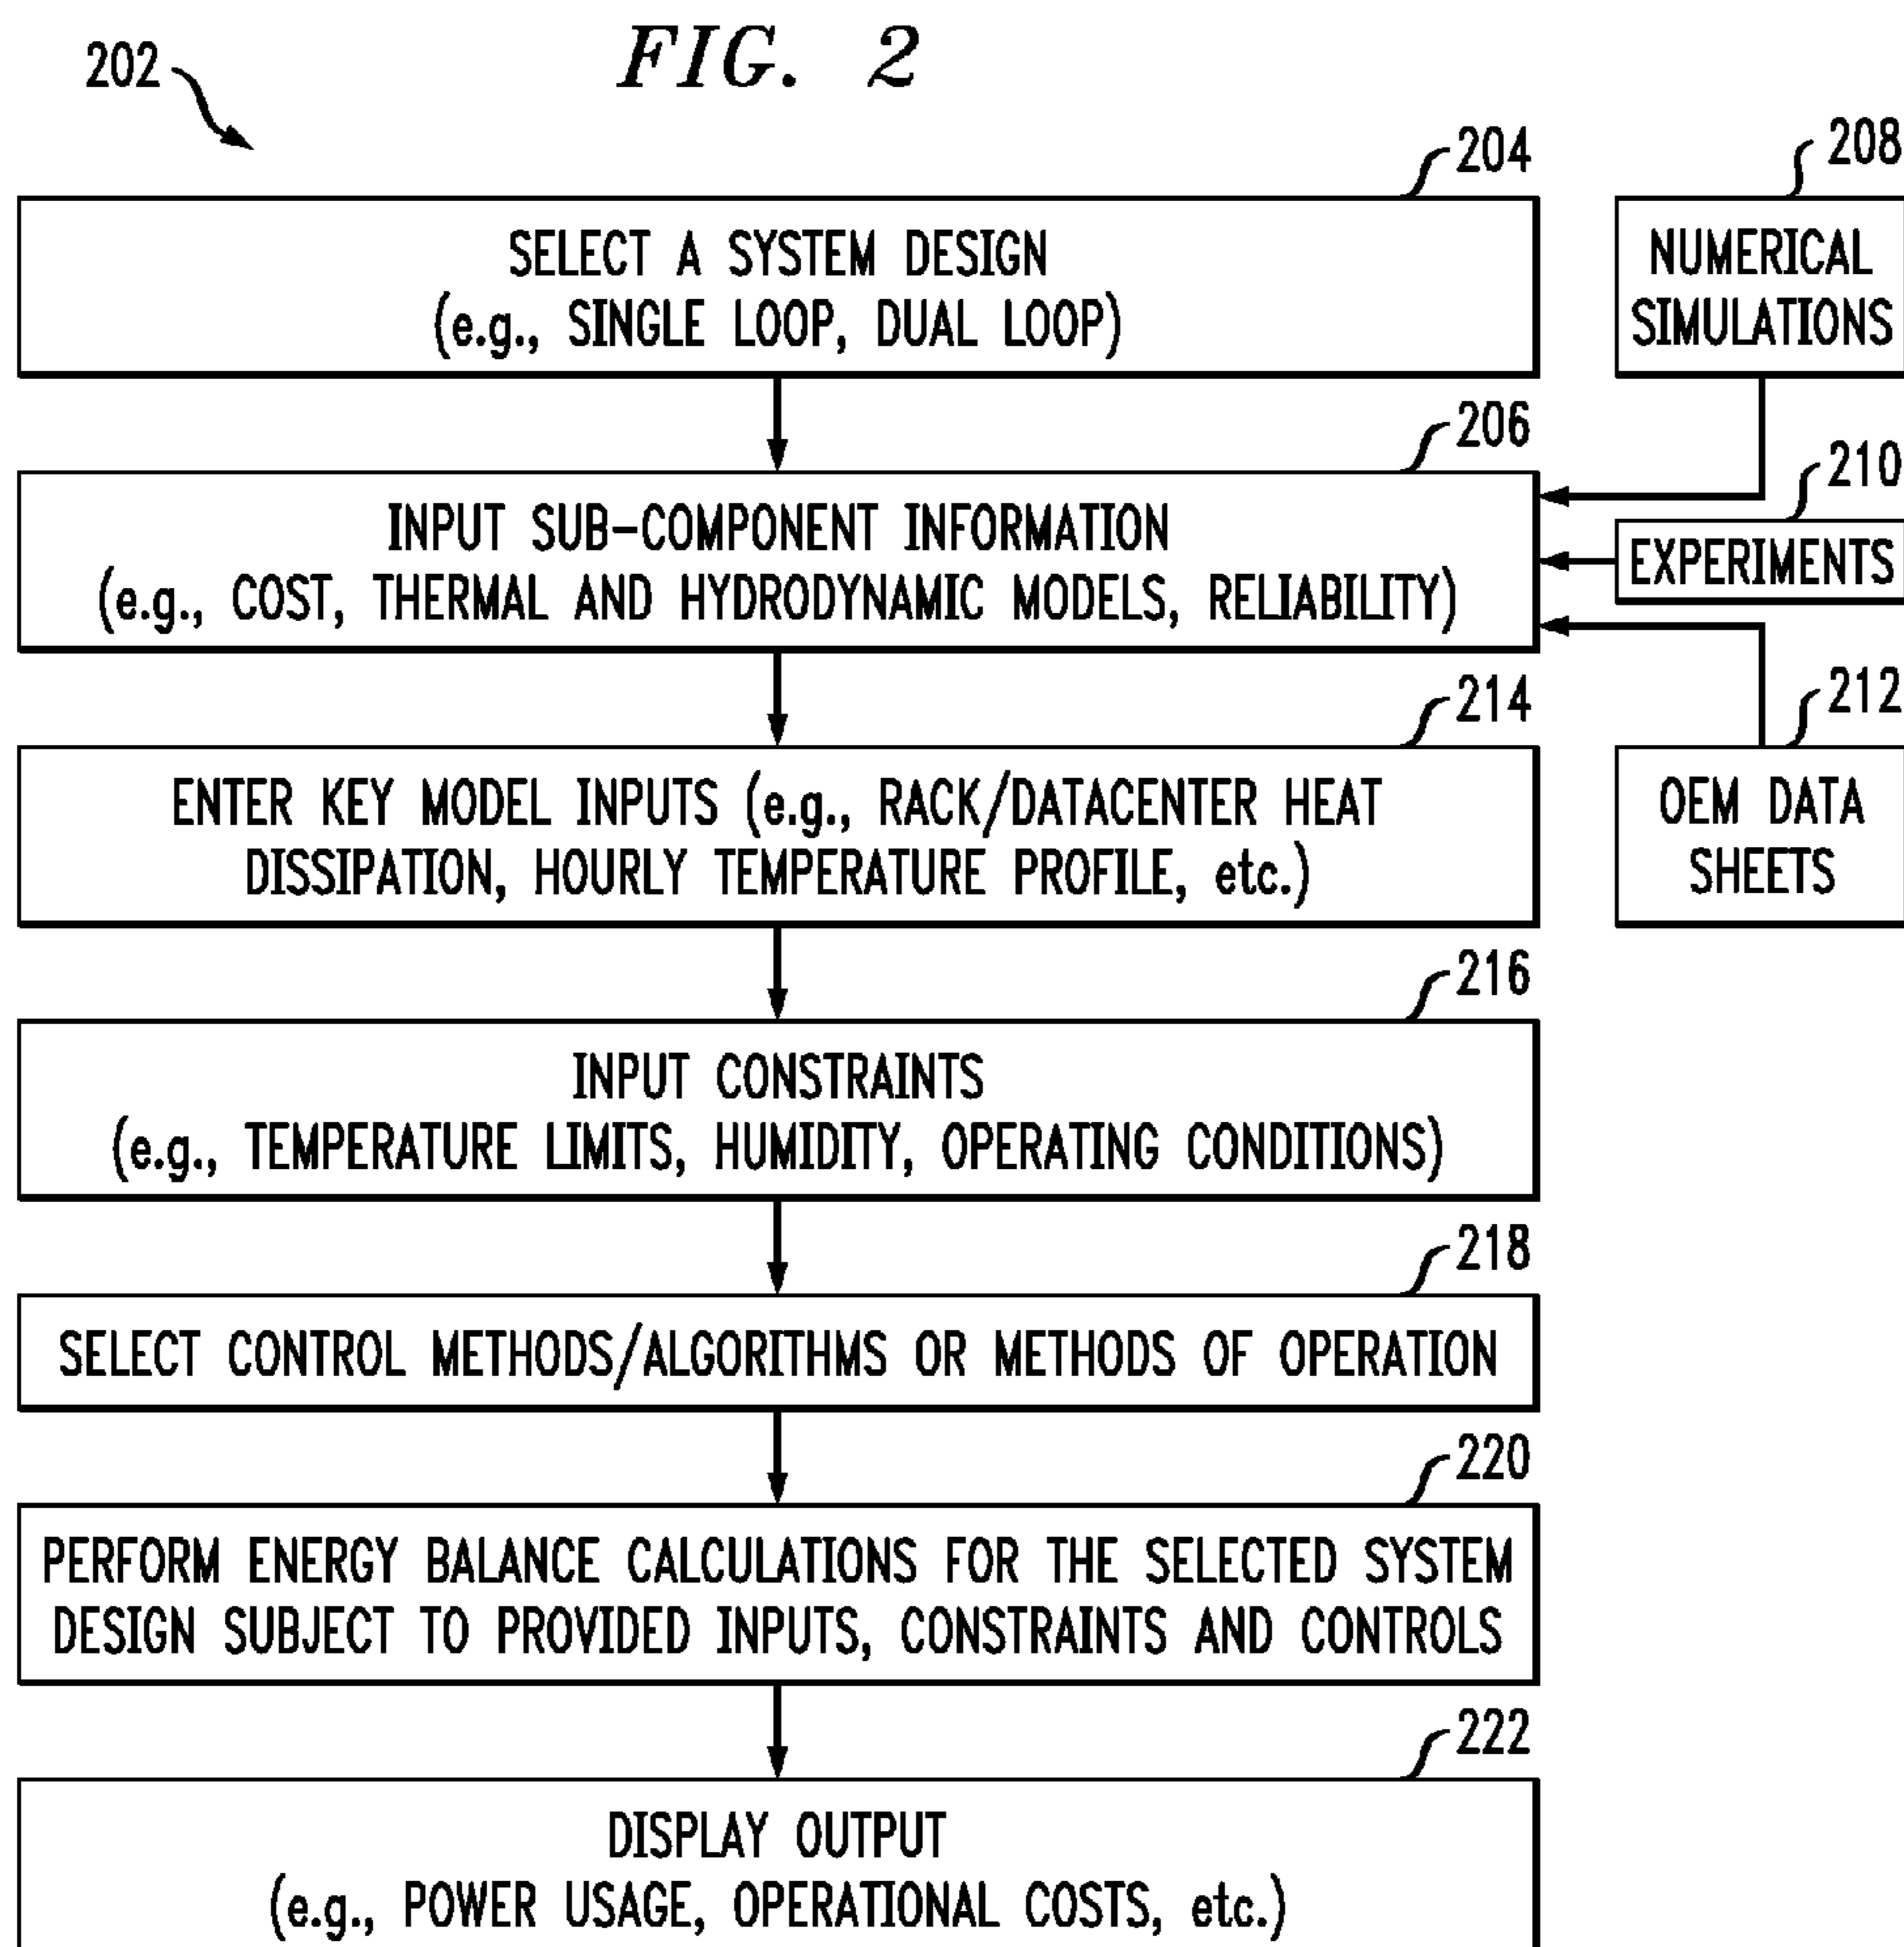 FIG. 2
202
204
SELECT A SYSTEM DESIGN
(e.g., SINGLE LOOP, DUAL LOOP)
208
NUMERICAL
SIMULATIONS
206
INPUT SUB-COMPONENT INFORMATION
(e.g., COST, THERMAL AND HYDRODYNAMIC MODELS, RELIABILITY)
210
EXPERIMENTS
212
OEM DATA
SHEETS
214
ENTER KEY MODEL INPUTS (e.g., RACK/DATACENTER HEAT
DISSIPATION, HOURLY TEMPERATURE PROFILE, etc.)
216
INPUT CONSTRAINTS
(e.g., TEMPERATURE LIMITS, HUMIDITY, OPERATING CONDITIONS)
218
SELECT CONTROL METHODS/ALGORITHMS OR METHODS OF OPERATION
220
PERFORM ENERGY BALANCE CALCULATIONS FOR THE SELECTED SYSTEM
DESIGN SUBJECT TO PROVIDED INPUTS, CONSTRAINTS AND CONTROLS
222
DISPLAY OUTPUT
(e.g., POWER USAGE, OPERATIONAL COSTS, etc.)